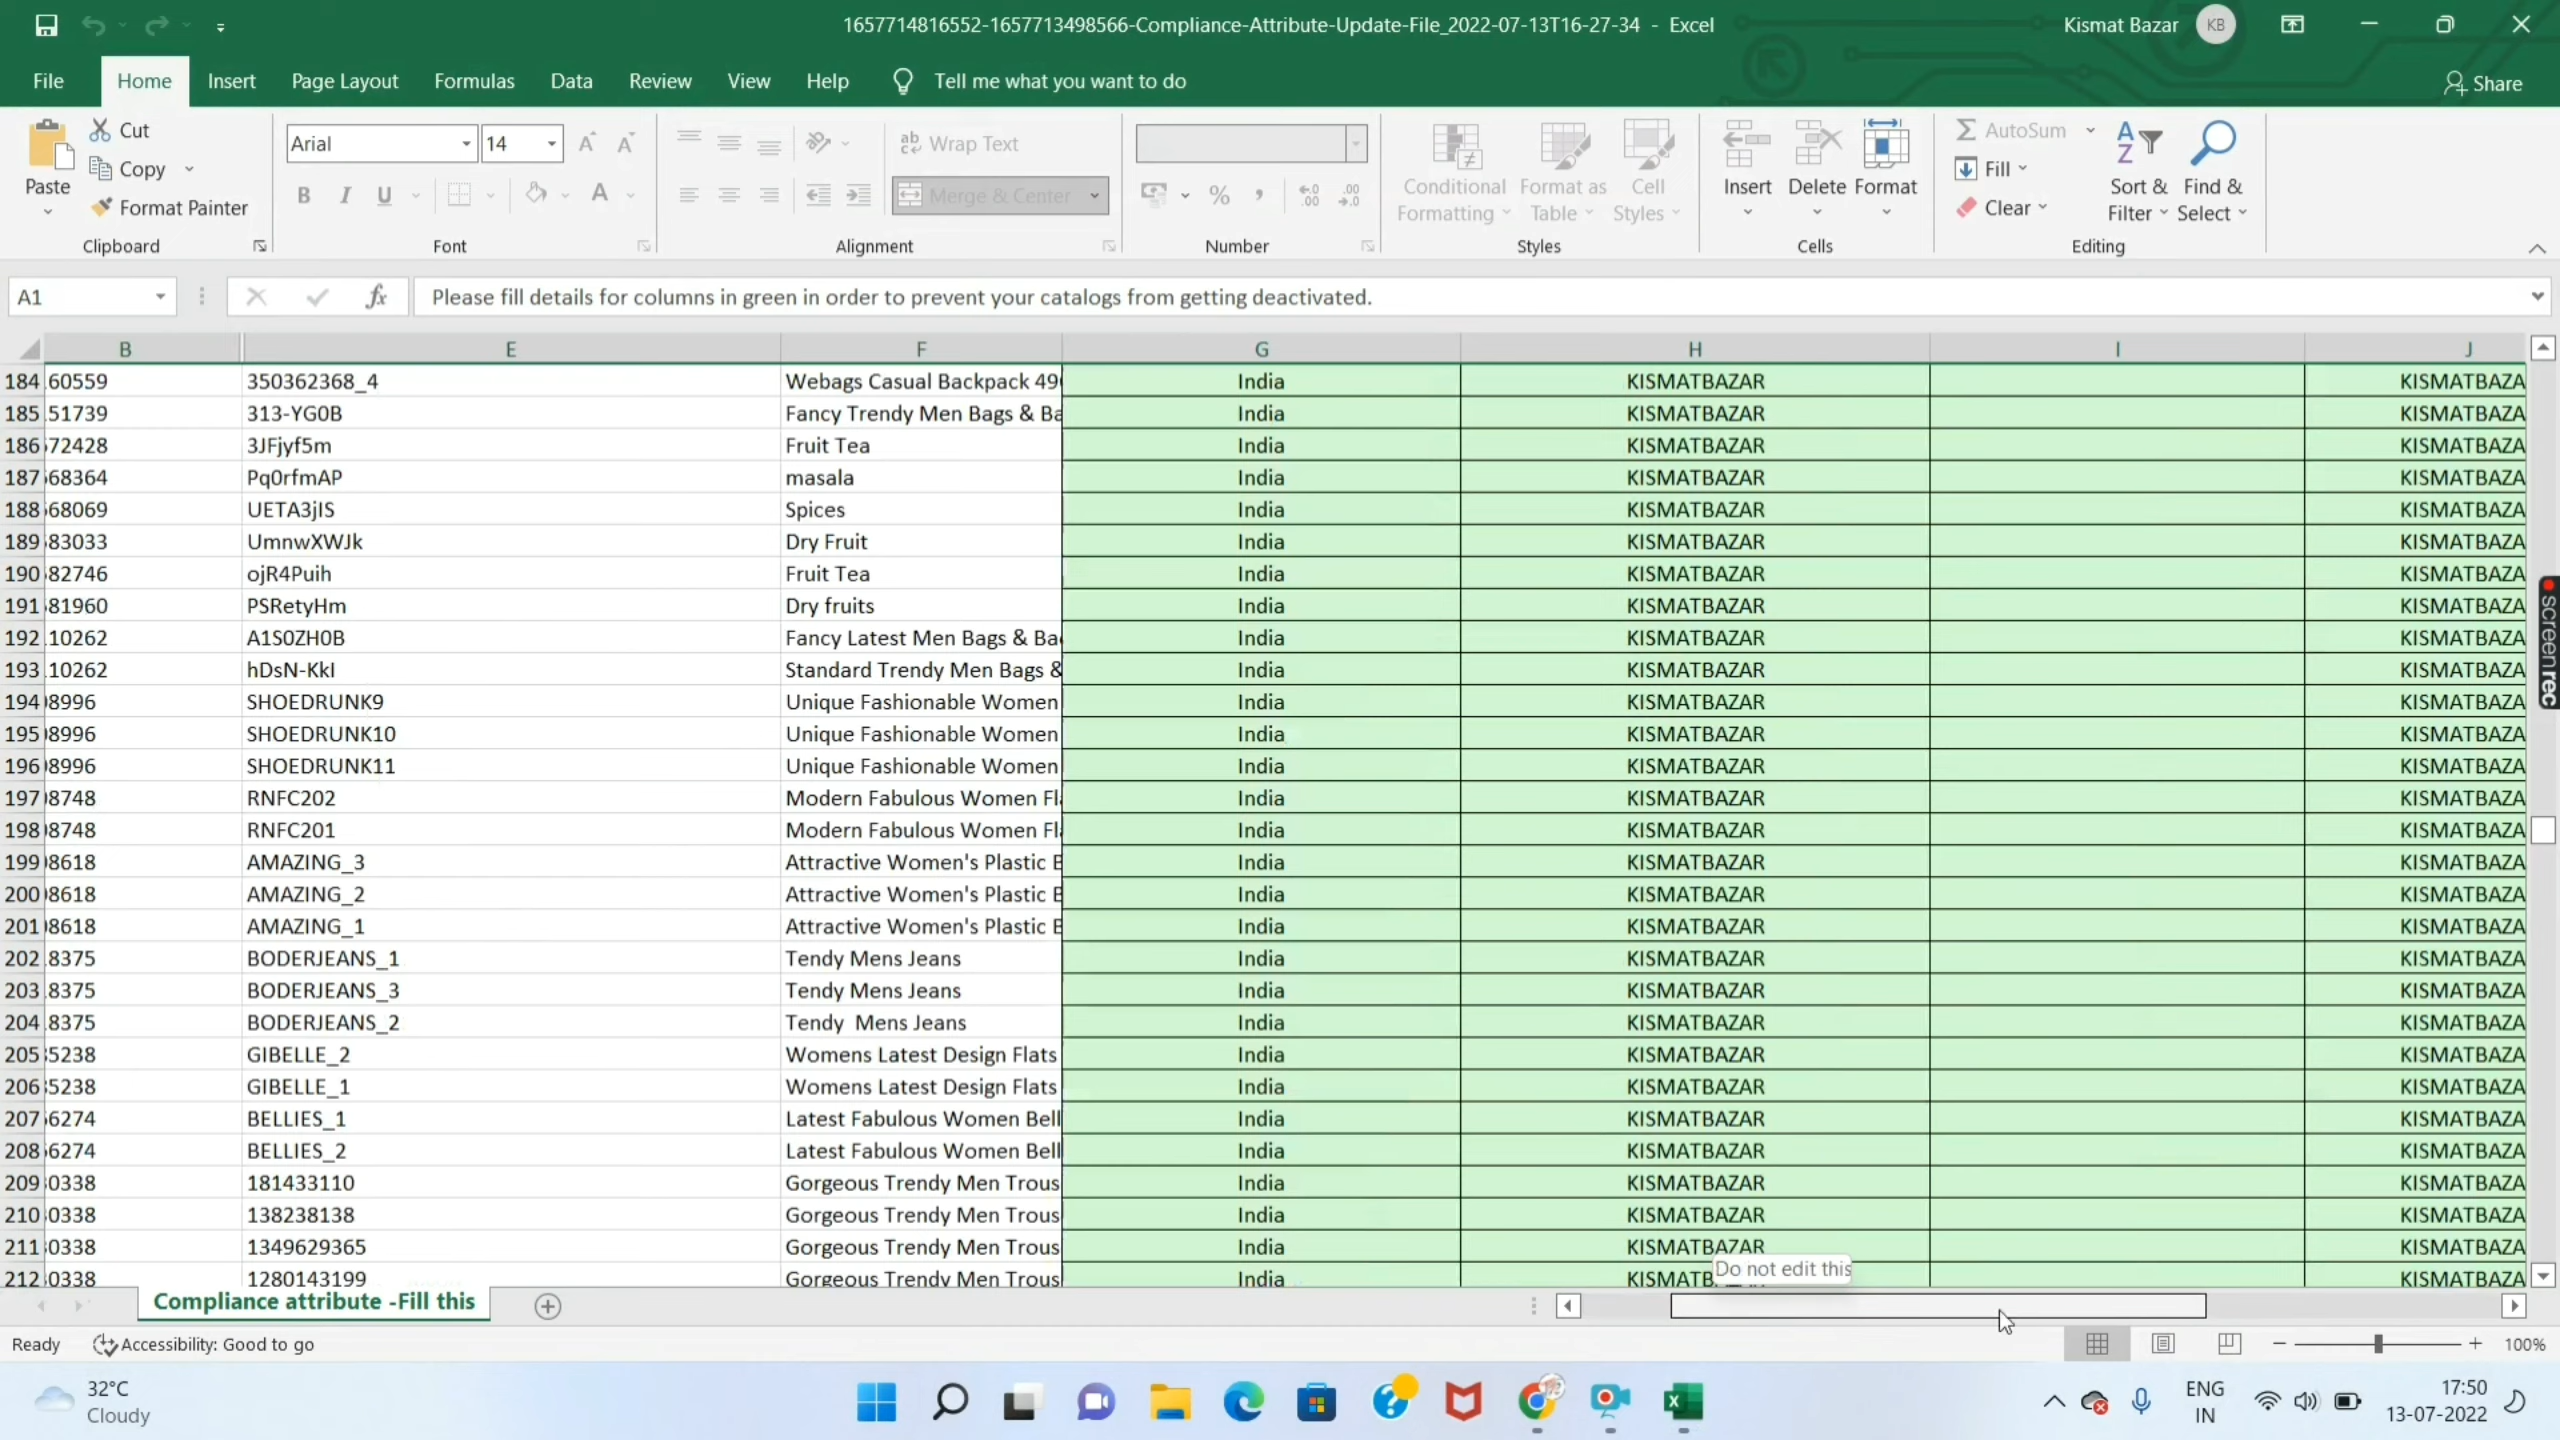 1657714816552-1657713498566-Compliance-Attribute-Update-File_2022-07-13T16-27-34 - Excel
Kismat Bazar KB
File Home Insert Page Layout Formulas Data Review View Help Tell me what you want to do Share
Paste Cut Copy Format Painter Clipboard
Arial 14 Font
Wrap Text Merge & Center Alignment
Number
Conditional Formatting Format as Table Cell Styles Styles
Insert Delete Format Cells
AutoSum Fill Clear Sort & Filter Find & Select Editing
A1 fx Please fill details for columns in green in order to prevent your catalogs from getting deactivated.
B E F G H I J
184 60559 350362368_4 Webags Casual Backpack 49 India KISMATBAZAR KISMATBAZA
185 51739 313-YG0B Fancy Trendy Men Bags & Ba India KISMATBAZAR KISMATBAZA
186 72428 3JFjyf5m Fruit Tea India KISMATBAZAR KISMATBAZA
187 68364 Pq0rfmAP masala India KISMATBAZAR KISMATBAZA
188 68069 UETA3jIS Spices India KISMATBAZAR KISMATBAZA
189 83033 UmnwXWJk Dry Fruit India KISMATBAZAR KISMATBAZA
190 82746 ojR4Puih Fruit Tea India KISMATBAZAR KISMATBAZA
191 81960 PSRetyHm Dry fruits India KISMATBAZAR KISMATBAZA
192 10262 A1S0ZH0B Fancy Latest Men Bags & Ba India KISMATBAZAR KISMATBAZA
193 10262 hDsN-KkI Standard Trendy Men Bags & India KISMATBAZAR KISMATBAZA
194 8996 SHOEDRUNK9 Unique Fashionable Women India KISMATBAZAR KISMATBAZA
195 8996 SHOEDRUNK10 Unique Fashionable Women India KISMATBAZAR KISMATBAZA
196 8996 SHOEDRUNK11 Unique Fashionable Women India KISMATBAZAR KISMATBAZA
197 8748 RNFC202 Modern Fabulous Women Fl India KISMATBAZAR KISMATBAZA
198 8748 RNFC201 Modern Fabulous Women Fl India KISMATBAZAR KISMATBAZA
199 8618 AMAZING_3 Attractive Women's Plastic B India KISMATBAZAR KISMATBAZA
200 8618 AMAZING_2 Attractive Women's Plastic B India KISMATBAZAR KISMATBAZA
201 8618 AMAZING_1 Attractive Women's Plastic B India KISMATBAZAR KISMATBAZA
202 8375 BODERJEANS_1 Tendy Mens Jeans India KISMATBAZAR KISMATBAZA
203 8375 BODERJEANS_3 Tendy Mens Jeans India KISMATBAZAR KISMATBAZA
204 8375 BODERJEANS_2 Tendy Mens Jeans India KISMATBAZAR KISMATBAZA
205 5238 GIBELLE_2 Womens Latest Design Flats India KISMATBAZAR KISMATBAZA
206 5238 GIBELLE_1 Womens Latest Design Flats India KISMATBAZAR KISMATBAZA
207 6274 BELLIES_1 Latest Fabulous Women Bell India KISMATBAZAR KISMATBAZA
208 6274 BELLIES_2 Latest Fabulous Women Bell India KISMATBAZAR KISMATBAZA
209 0338 181433110 Gorgeous Trendy Men Trous India KISMATBAZAR KISMATBAZA
210 0338 138238138 Gorgeous Trendy Men Trous India KISMATBAZAR KISMATBAZA
211 0338 1349629365 Gorgeous Trendy Men Trous India KISMATBAZAR KISMATBAZA
212 0338 1280143199 Gorgeous Trendy Men Trous India KISMATB KISMATBAZA
Do not edit this
screenrec
Compliance attribute -Fill this
Ready Accessibility: Good to go 100%
32°C
Cloudy
ENG
IN
17:50
13-07-2022